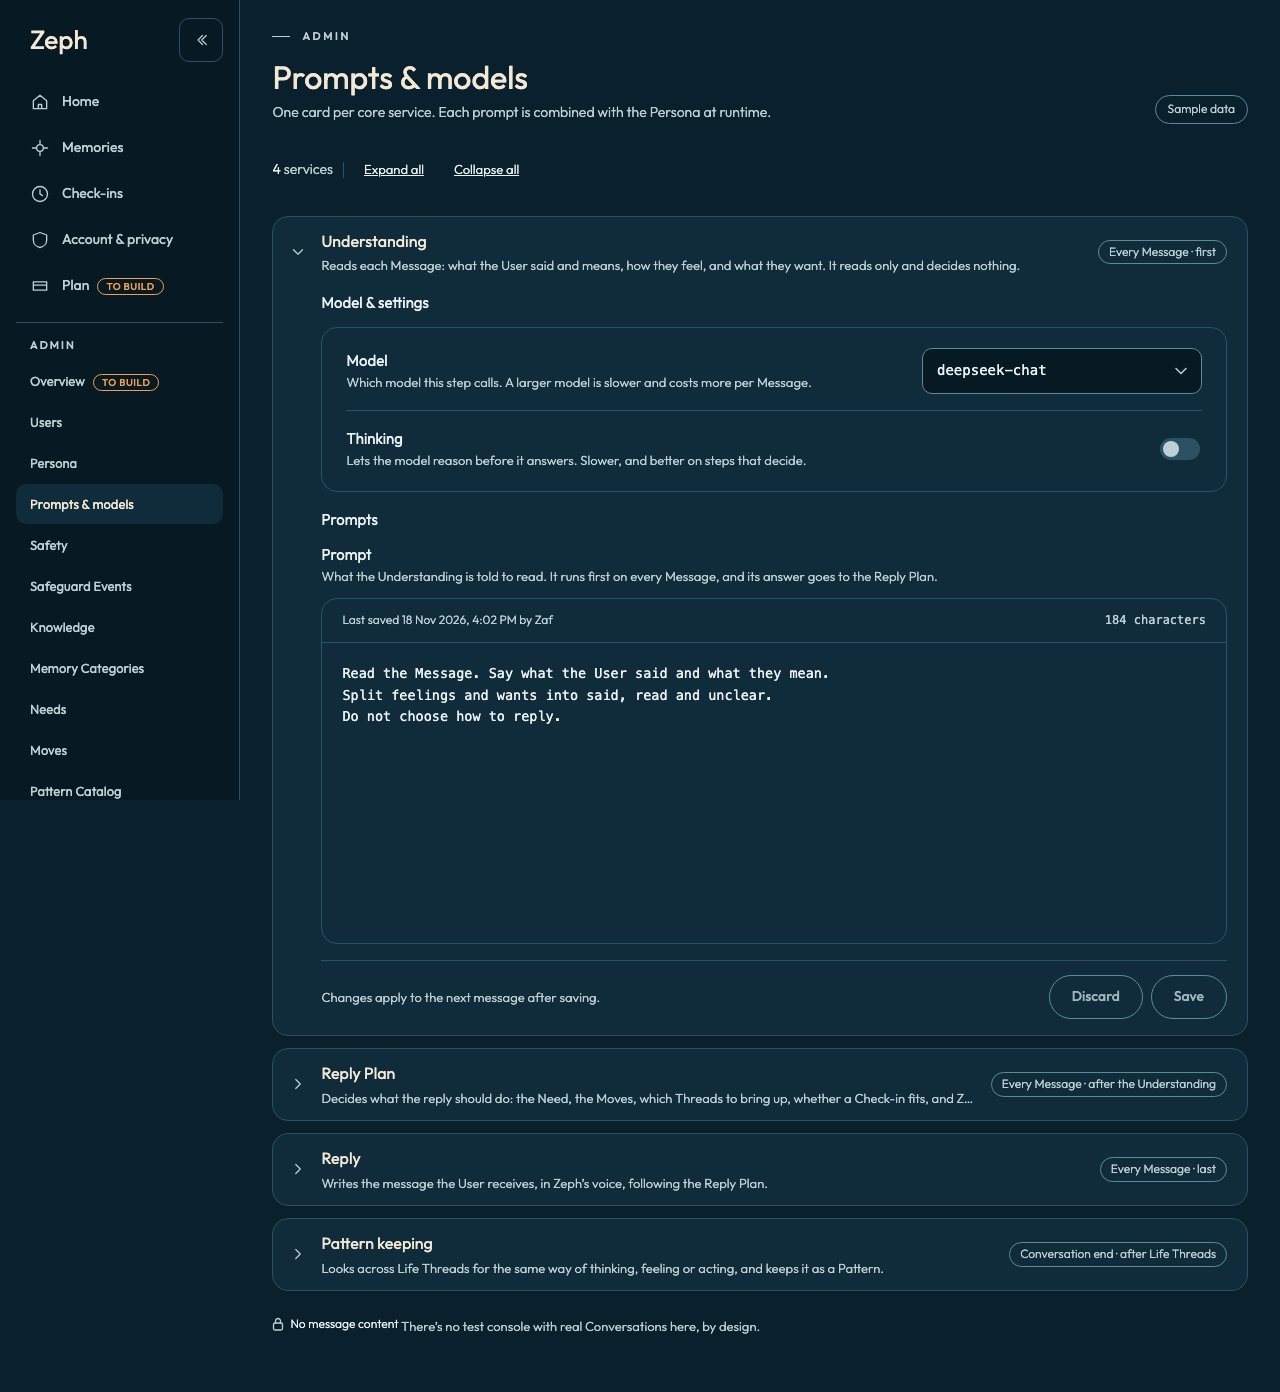 Zeph
Home
Memories
Check-ins
Account & privacy
Plan TO BUILD
ADMIN
Overview TO BUILD
Users
Persona
Prompts & models
Safety
Safeguard Events
Knowledge
Memory Categories
Needs
Moves
Pattern Catalog
ADMIN
Prompts & models
One card per core service. Each prompt is combined with the Persona at runtime.
Sample data
4 services
Expand all
Collapse all
Understanding
Reads each Message: what the User said and means, how they feel, and what they want. It reads only and decides nothing.
Every Message · first
Model & settings
Model
Which model this step calls. A larger model is slower and costs more per Message.
deepseek-chat
Thinking
Lets the model reason before it answers. Slower, and better on steps that decide.
Prompts
Prompt
What the Understanding is told to read. It runs first on every Message, and its answer goes to the Reply Plan.
Last saved 18 Nov 2026, 4:02 PM by Zaf
184 characters
Read the Message. Say what the User said and what they mean.
Split feelings and wants into said, read and unclear.
Do not choose how to reply.
Changes apply to the next message after saving.
Discard
Save
Reply Plan
Decides what the reply should do: the Need, the Moves, which Threads to bring up, whether a Check-in fits, and Z...
Every Message · after the Understanding
Reply
Writes the message the User receives, in Zeph's voice, following the Reply Plan.
Every Message · last
Pattern keeping
Looks across Life Threads for the same way of thinking, feeling or acting, and keeps it as a Pattern.
Conversation end · after Life Threads
No message content There's no test console with real Conversations here, by design.